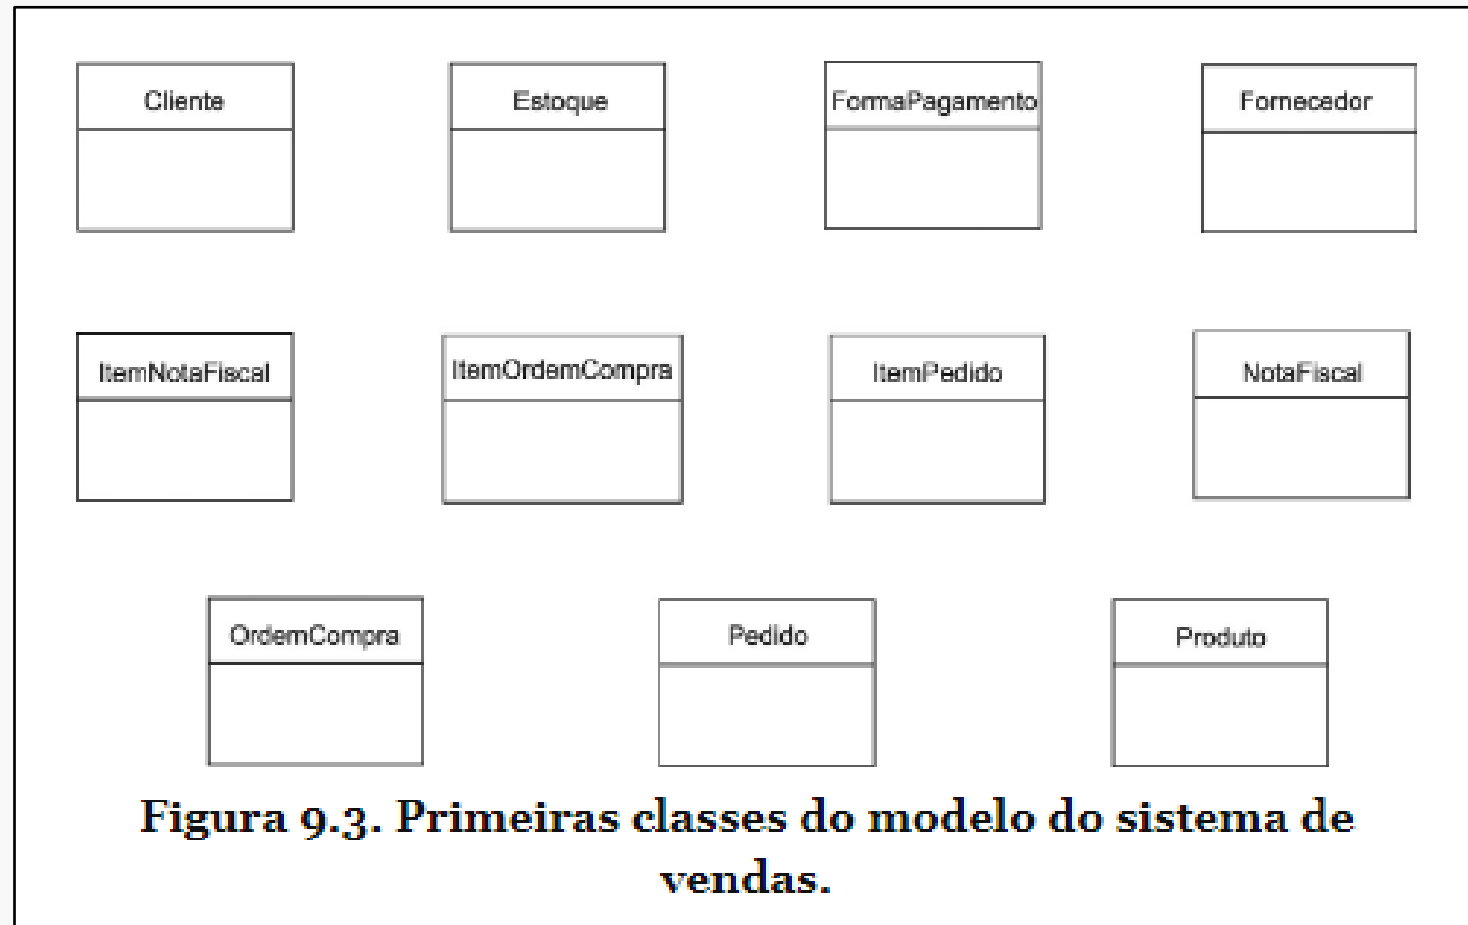 Cliente
Estoque
FormaPagamento
Fornecedor
ItemNotaFiscal
ItemOrdemCompra
ItemPedido
NotaFiscal
OrdemCompra
Pedido
Produto
Figura 9.3. Primeiras classes do modelo do sistema de
vendas.